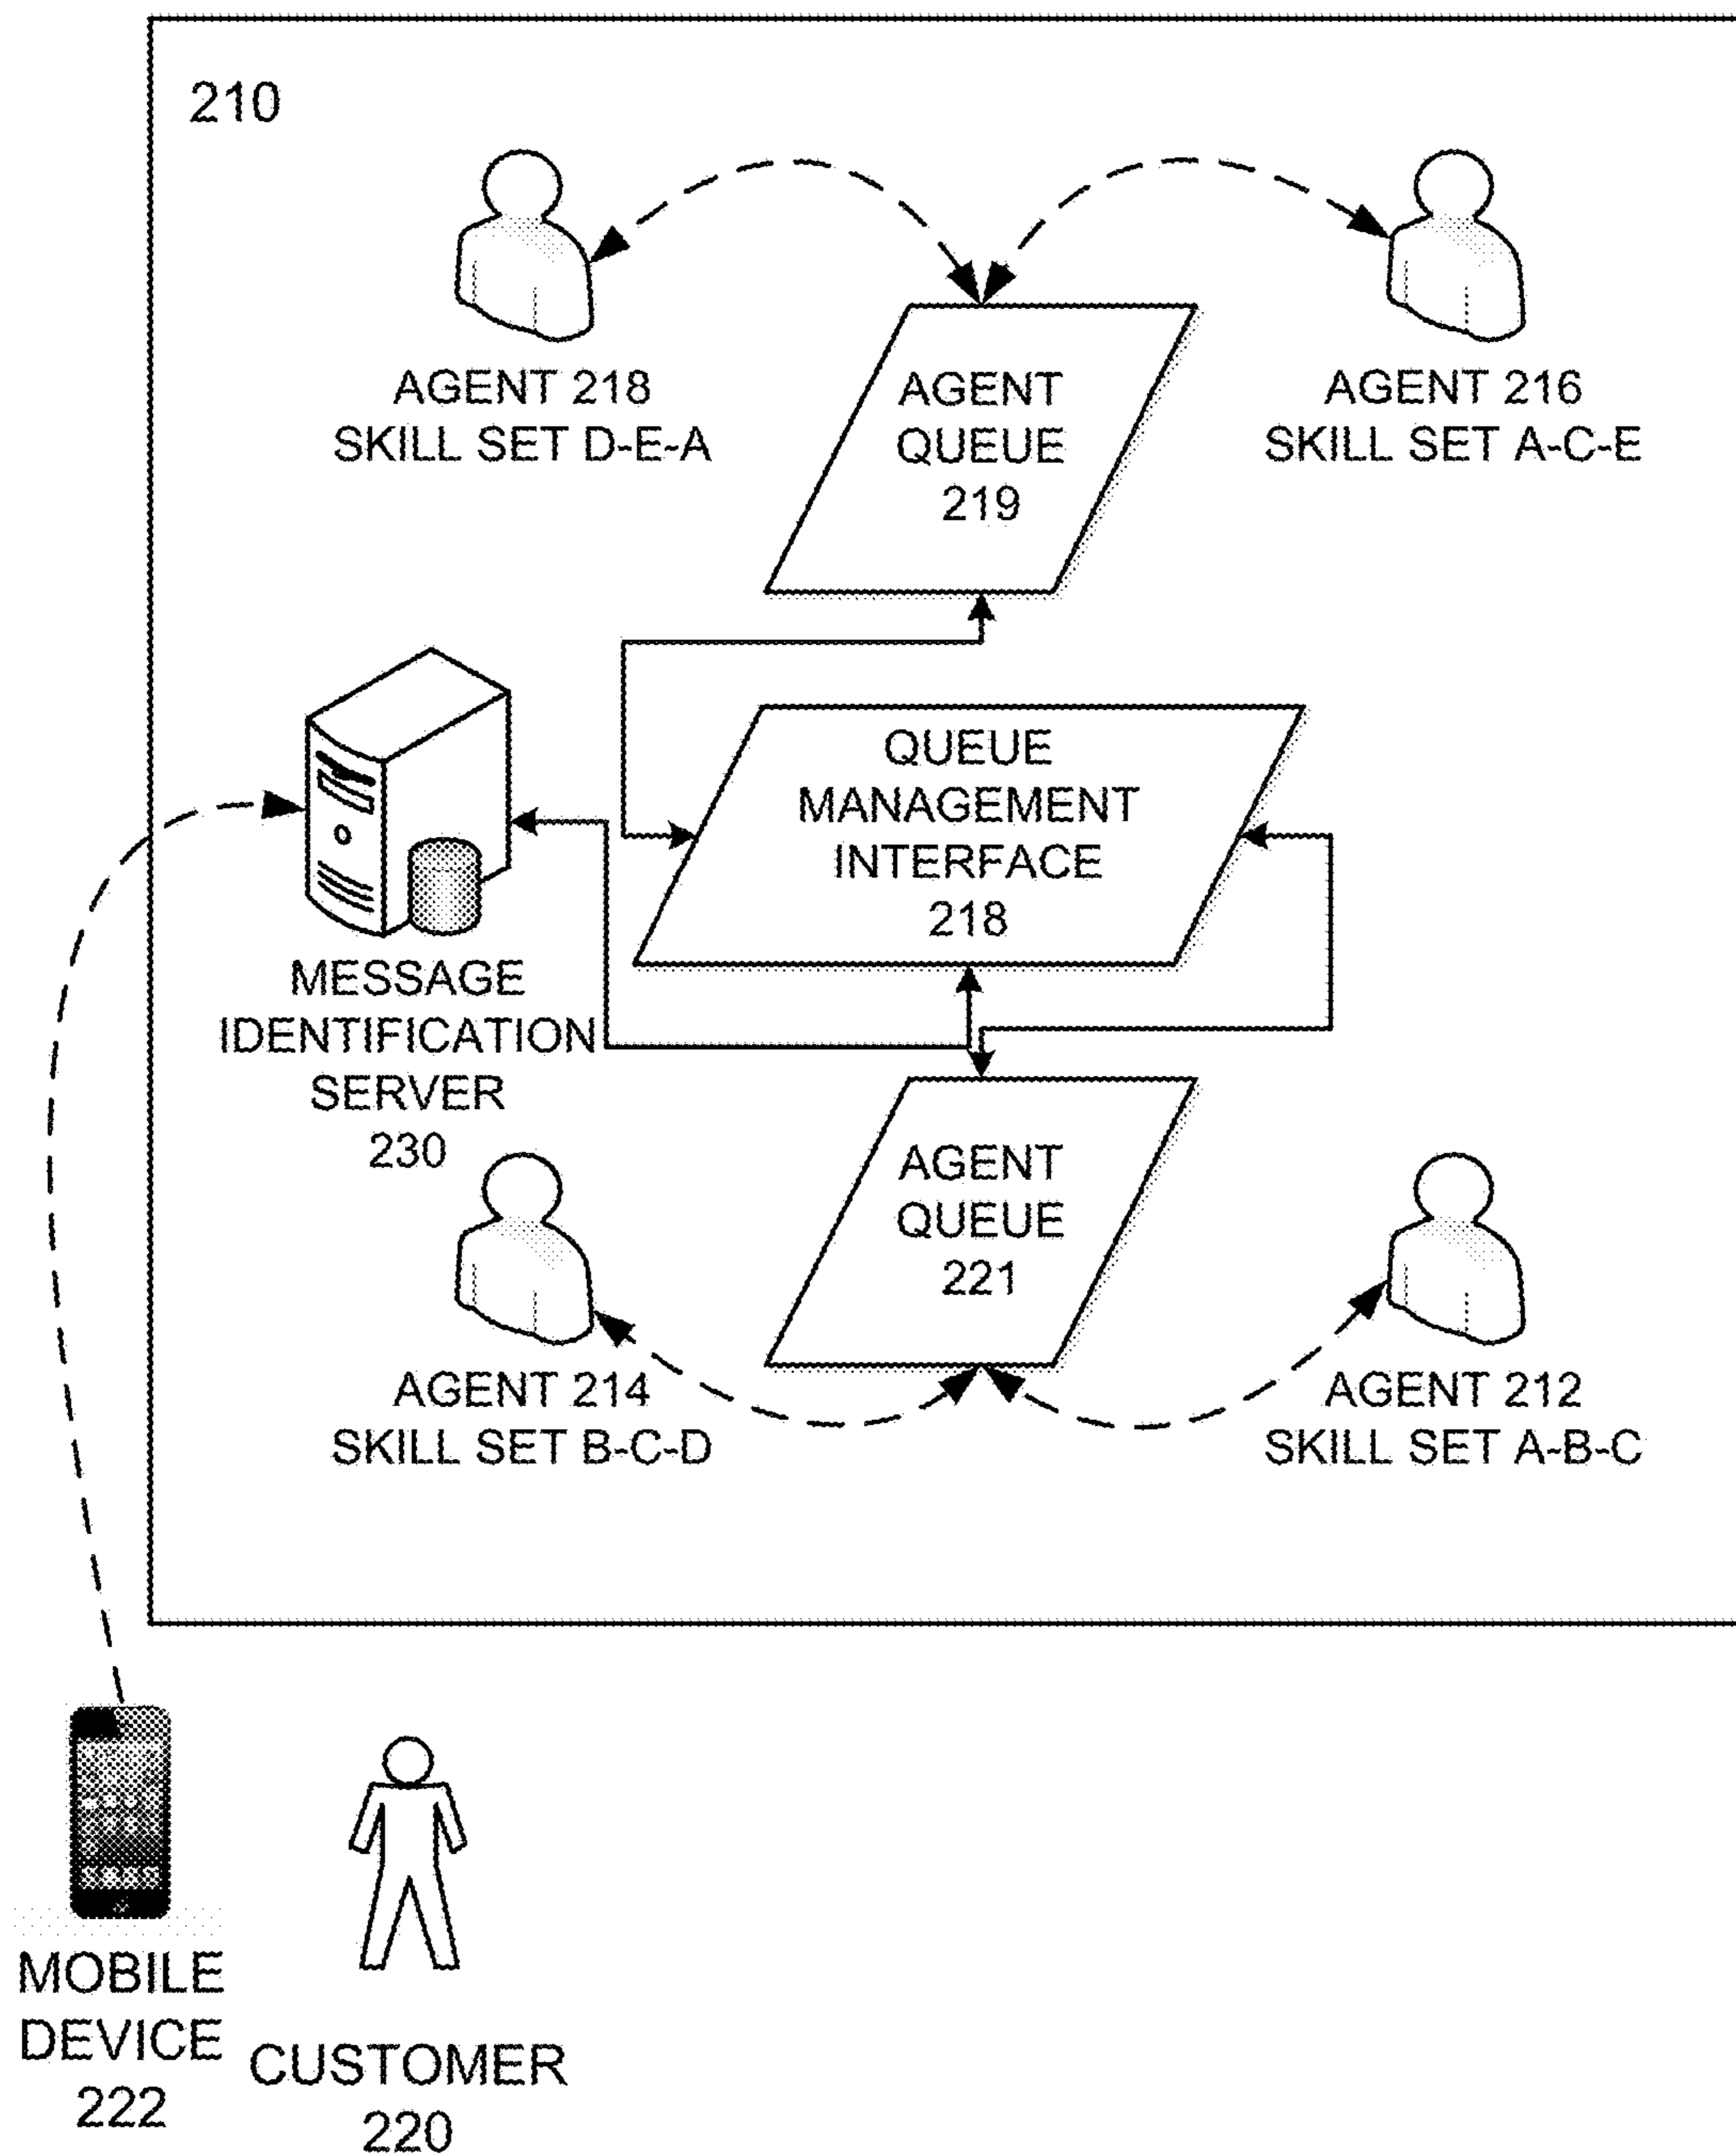 210
AGENT 218
SKILL SET D-E-A
AGENT
QUEUE
219
AGENT 216
SKILL SET A-C-E
QUEUE
MANAGEMENT
INTERFACE
218
MESSAGE
IDENTIFICATION
SERVER
230
AGENT
QUEUE
221
AGENT 214
SKILL SET B-C-D
AGENT 212
SKILL SET A-B-C
MOBILE
DEVICE
222
CUSTOMER
220